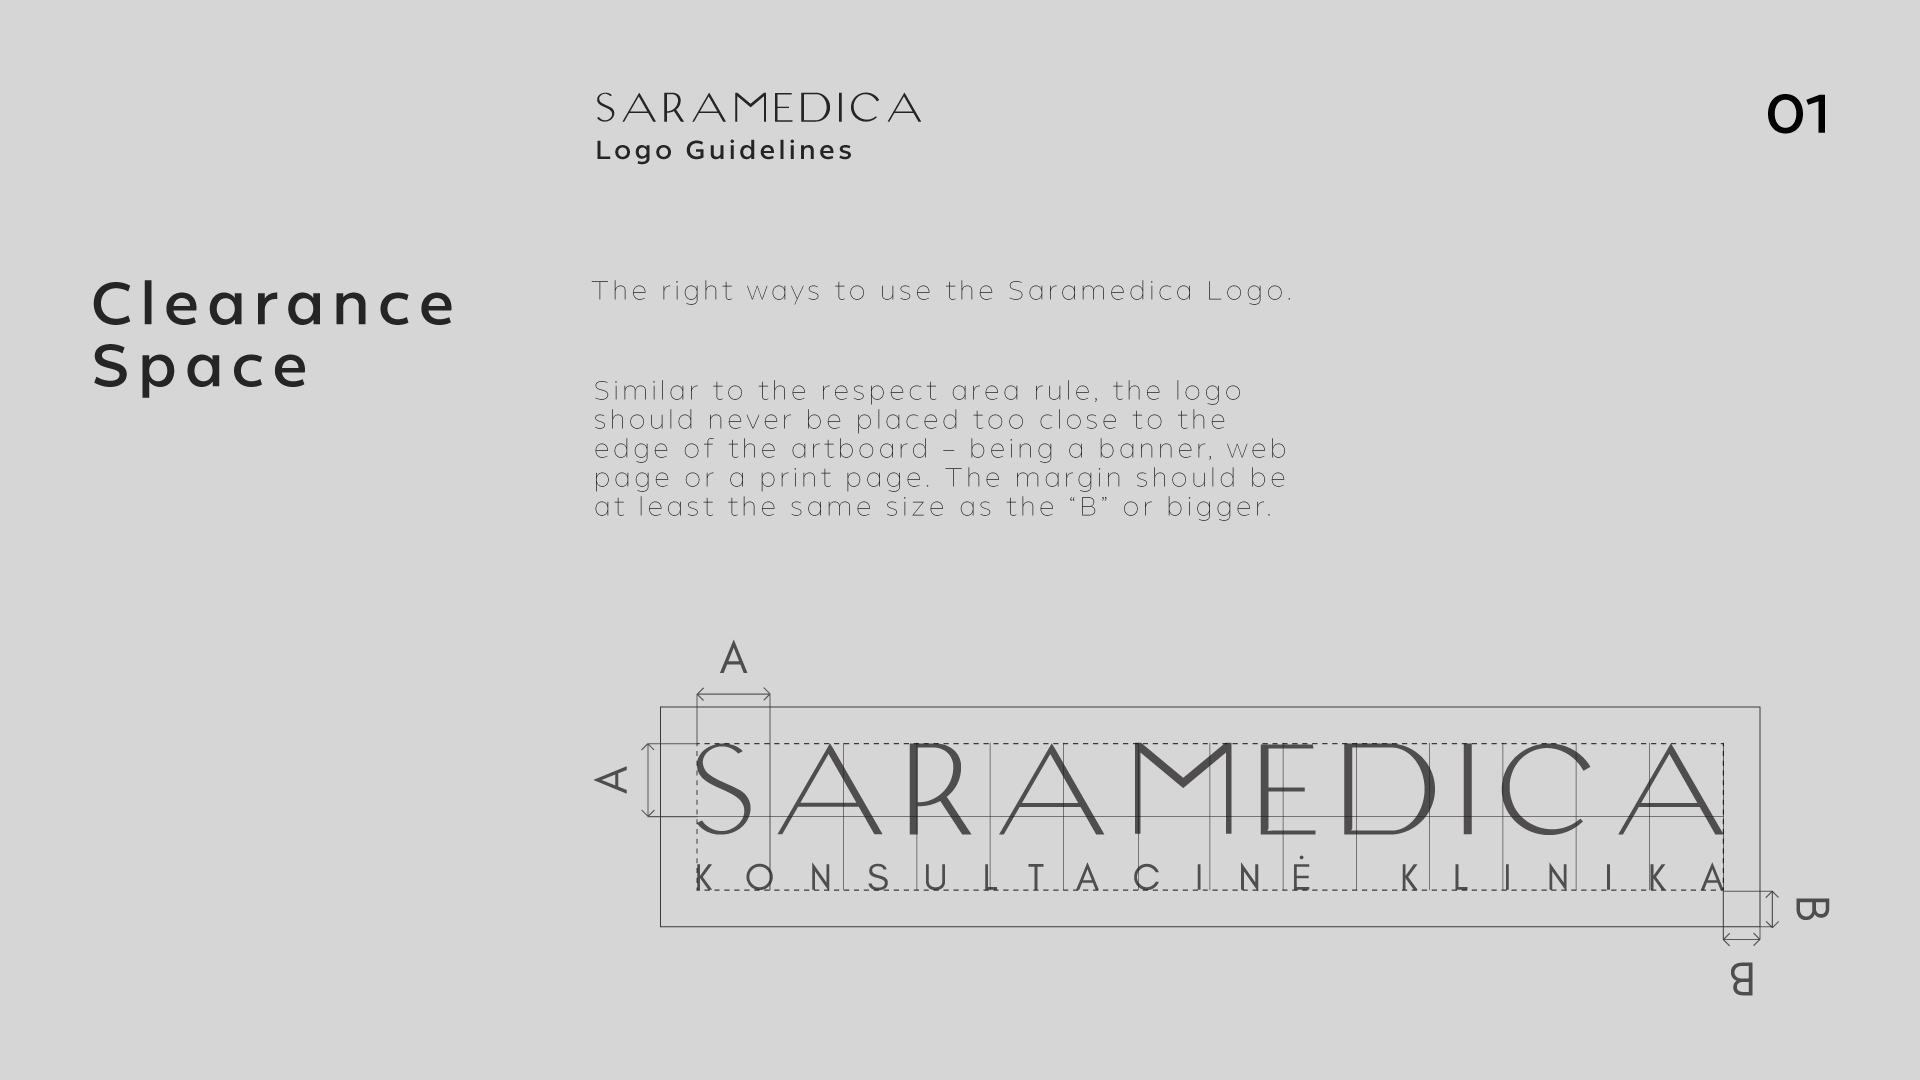 SARAMEDICA
Logo Guidelines
01
Clearance
Space
The right ways to use the Saramedica Logo.
Similar to the respect area rule, the logo
should never be placed too close to the
edge of the artboard – being a banner, web
page or a print page. The margin should be
at least the same size as the “B” or bigger.
A
A
SARAMEDICA
KONSULTACINĖ KLINIKA
B
B